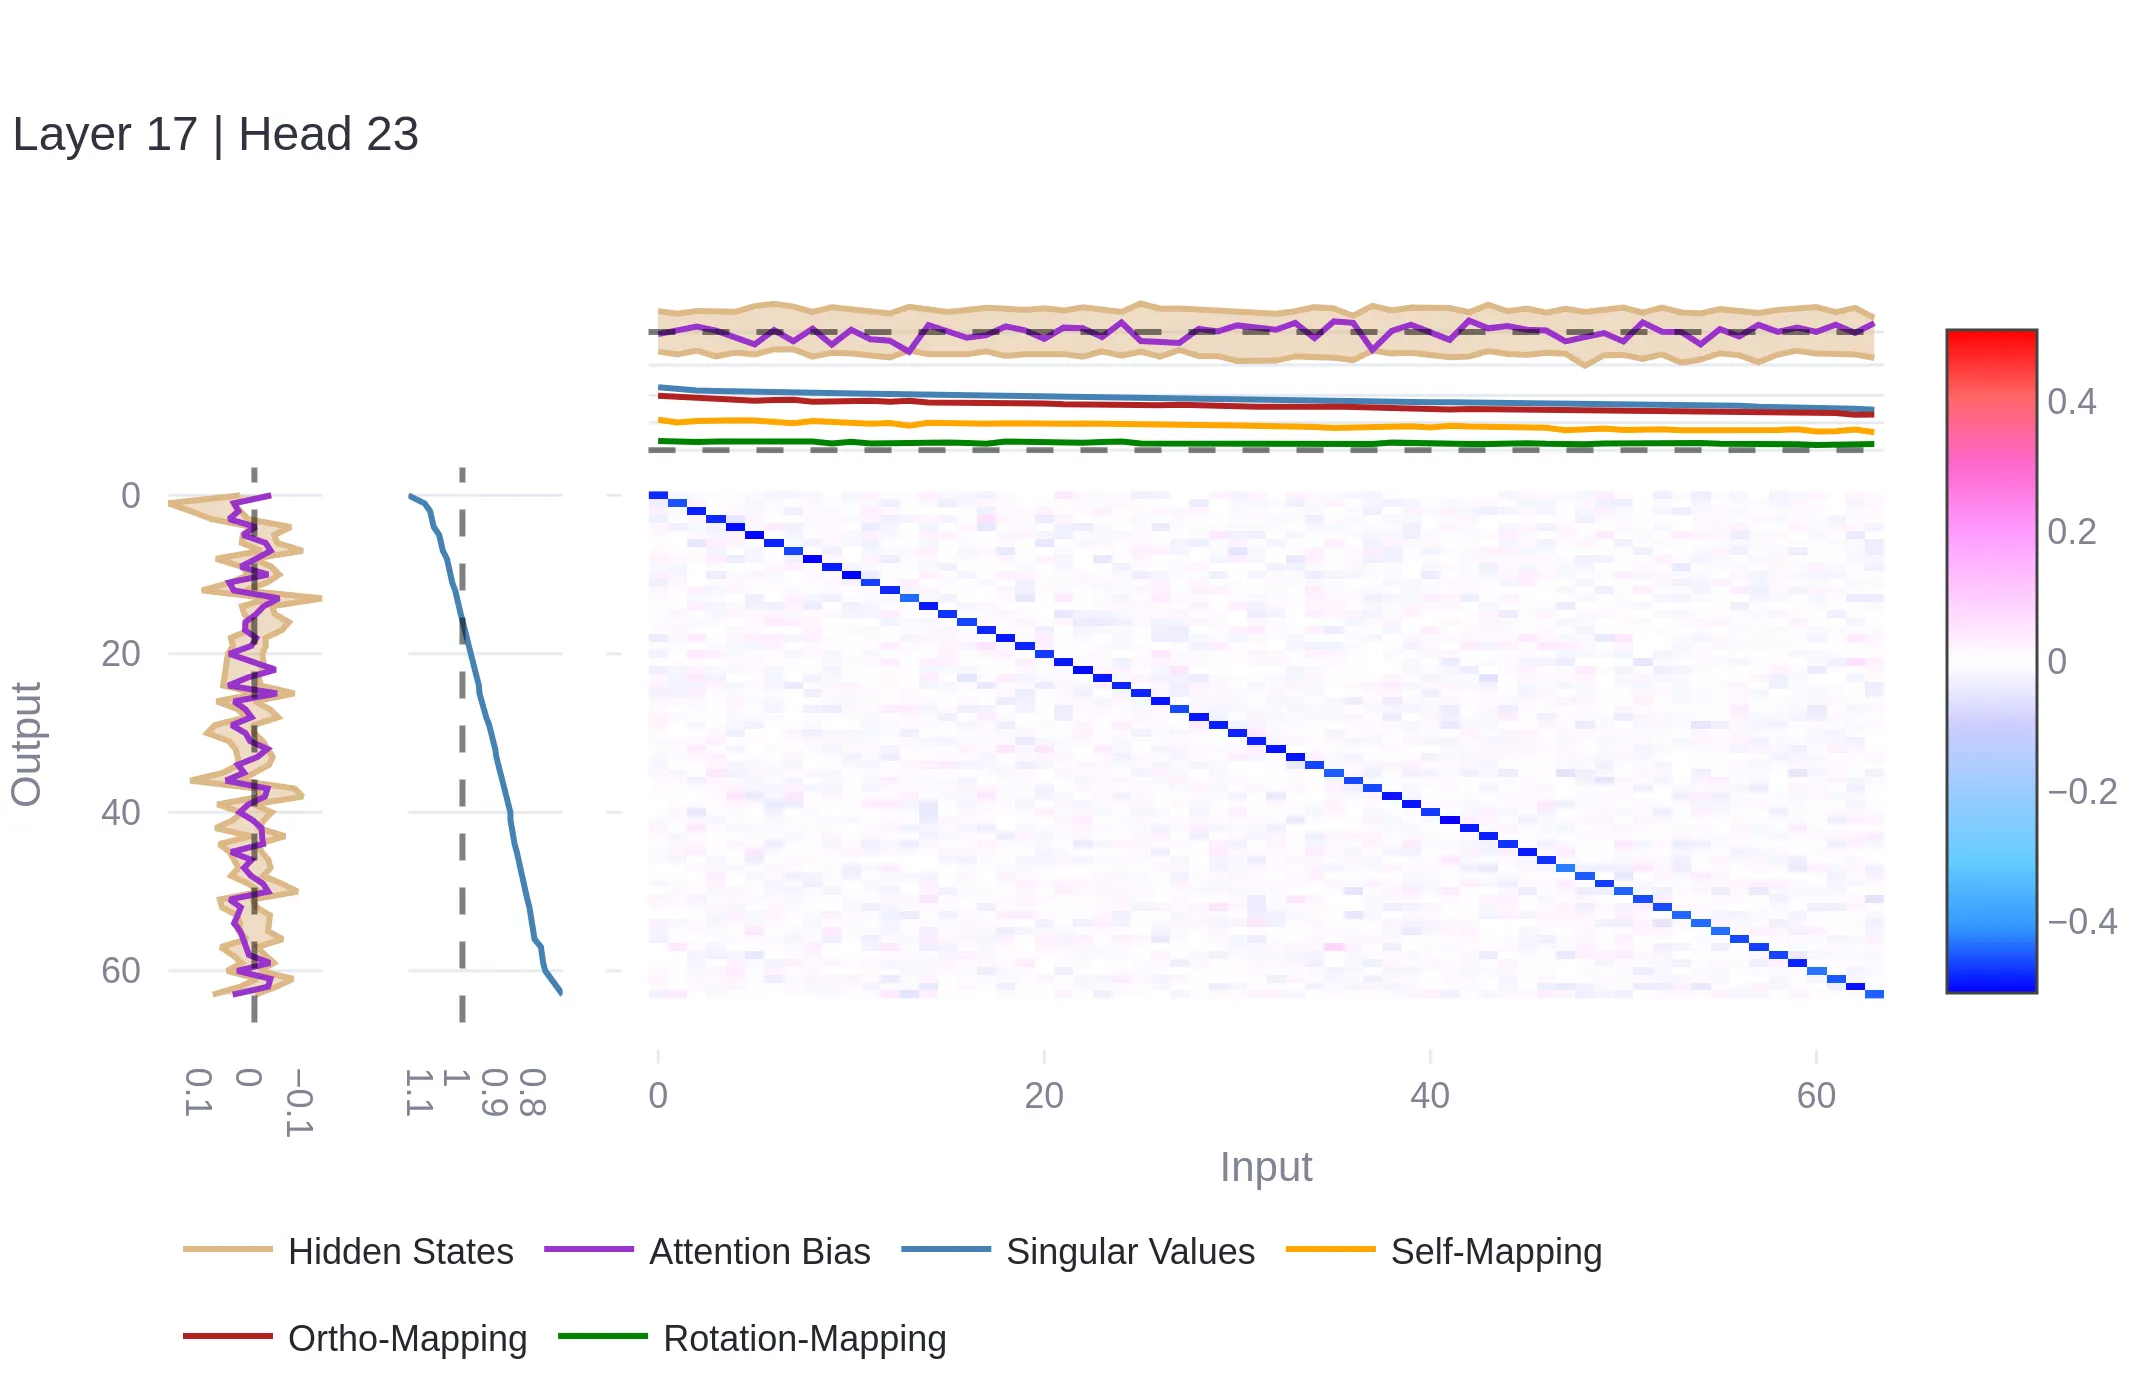 Layer 17 | Head 23
0
20
40
60
Output
0.1
0
−0.1
1.1
1
0.9
0.8
0
20
40
60
Input
0.4
0.2
0
−0.2
−0.4
Hidden States
Attention Bias
Singular Values
Self-Mapping
Ortho-Mapping
Rotation-Mapping